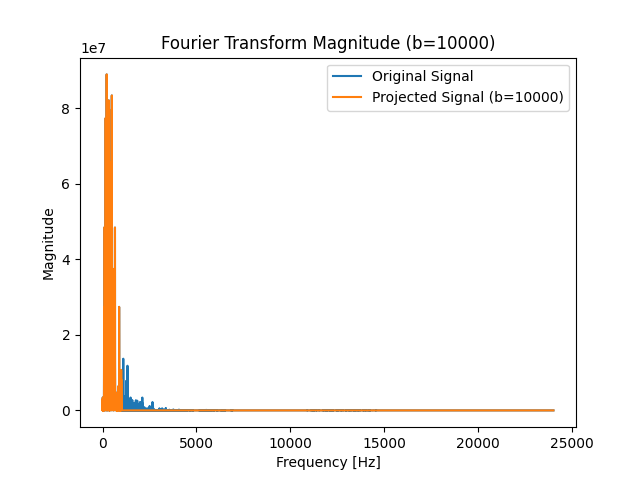 Fourier Transform Magnitude (b=10000)
1e7
Original Signal
Projected Signal (b=10000)
8
6
4
2
0
Magnitude
0 5000 10000 15000 20000 25000
Frequency [Hz]